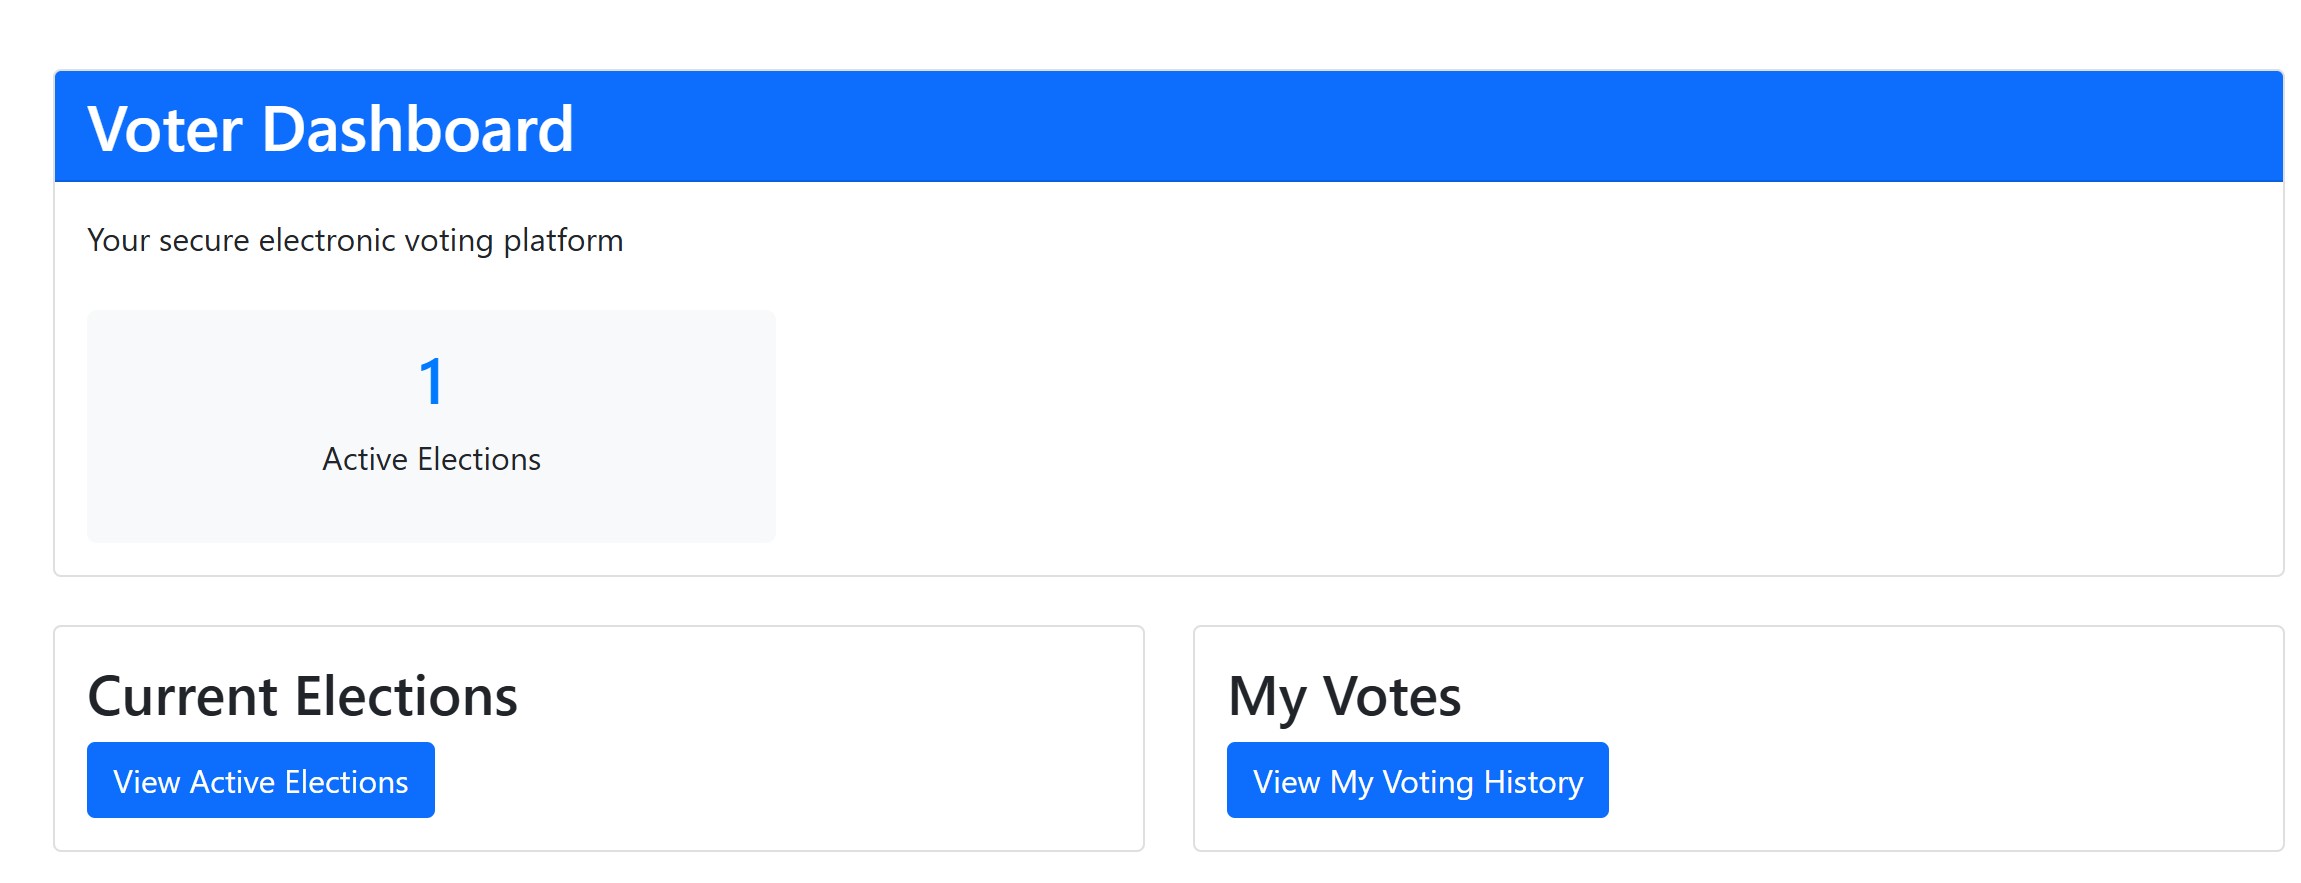 Voter Dashboard
Your secure electronic voting platform
1
Active Elections
Current Elections
View Active Elections
My Votes
View My Voting History